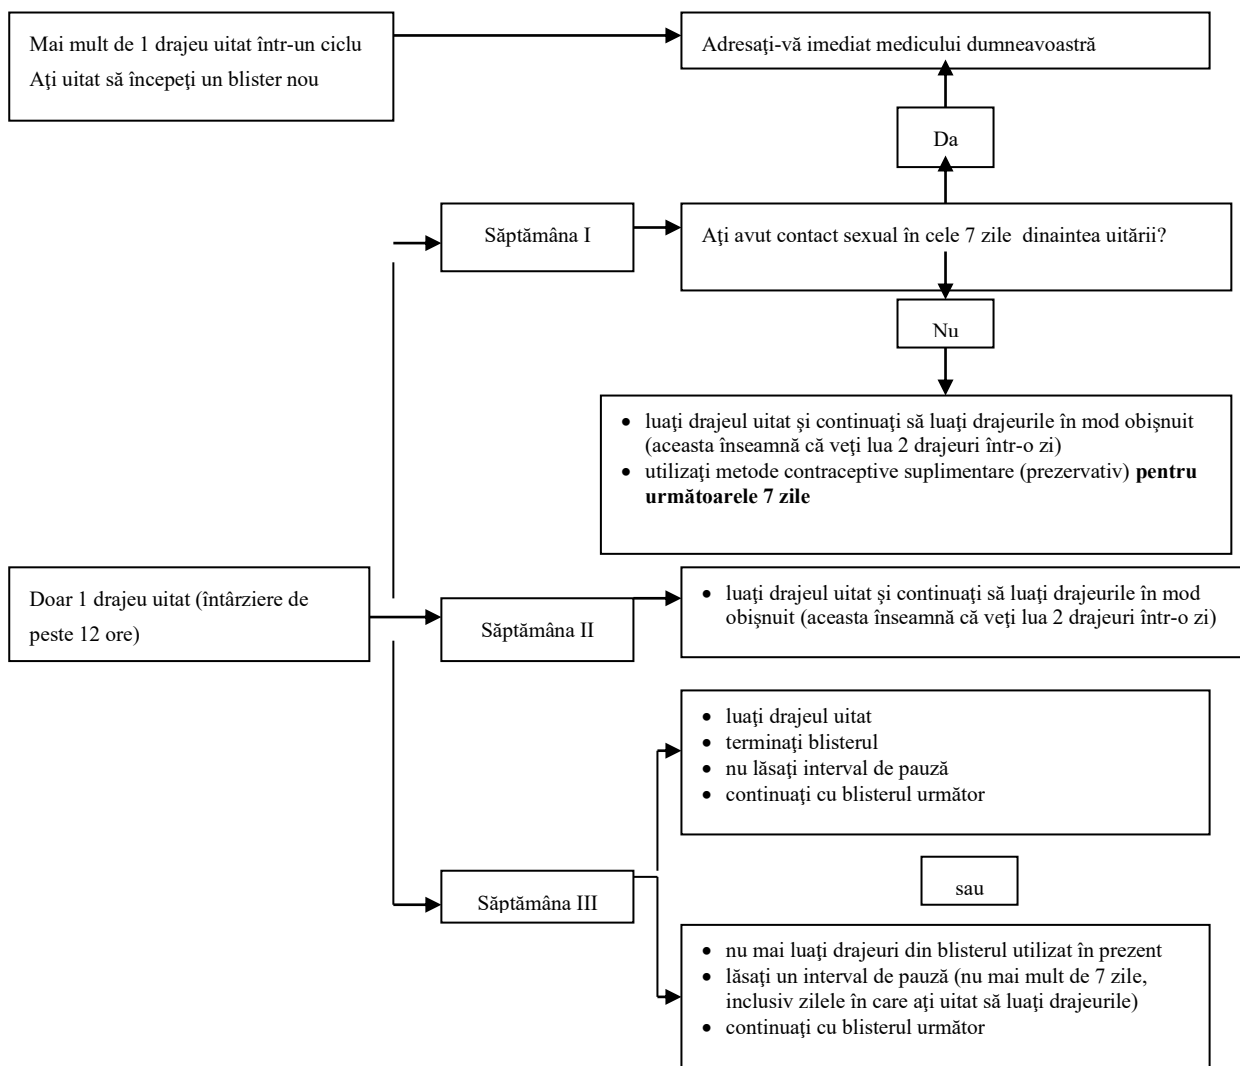 Mai mult de 1 drajeu uitat într-un ciclu
Aţi uitat să începeţi un blister nou
Adresaţi-vă imediat medicului dumneavoastră
Da
Săptămâna I
Aţi avut contact sexual în cele 7 zile dinaintea uitării?
Nu
• luaţi drajeul uitat şi continuaţi să luaţi drajeurile în mod obişnuit
(aceasta înseamnă că veţi lua 2 drajeuri într-o zi)
• utilizaţi metode contraceptive suplimentare (prezervativ) pentru
următoarele 7 zile
Doar 1 drajeu uitat (întârziere de
peste 12 ore)
Săptămâna II
• luaţi drajeul uitat şi continuaţi să luaţi drajeurile în mod
obişnuit (aceasta înseamnă că veţi lua 2 drajeuri într-o zi)
• luaţi drajeul uitat
• terminaţi blisterul
• nu lăsaţi interval de pauză
• continuaţi cu blisterul următor
Săptămâna III
sau
• nu mai luaţi drajeuri din blisterul utilizat în prezent
• lăsaţi un interval de pauză (nu mai mult de 7 zile,
inclusiv zilele în care aţi uitat să luaţi drajeurile)
• continuaţi cu blisterul următor